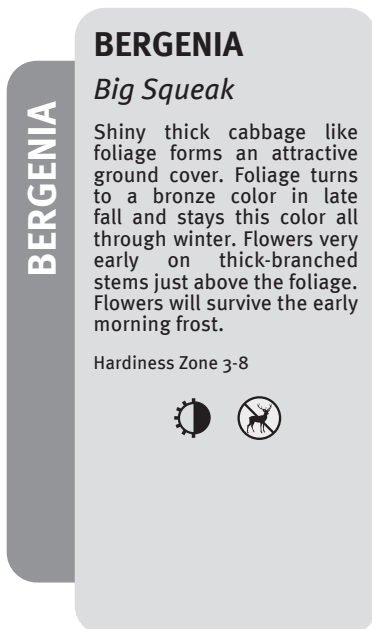 BERGENIA
BERGENIA
Big Squeak
Shiny thick cabbage like
foliage forms an attractive
ground cover. Foliage turns
to a bronze color in late
fall and stays this color all
through winter. Flowers very
early on thick-branched
stems just above the foliage.
Flowers will survive the early
morning frost.
Hardiness Zone 3-8